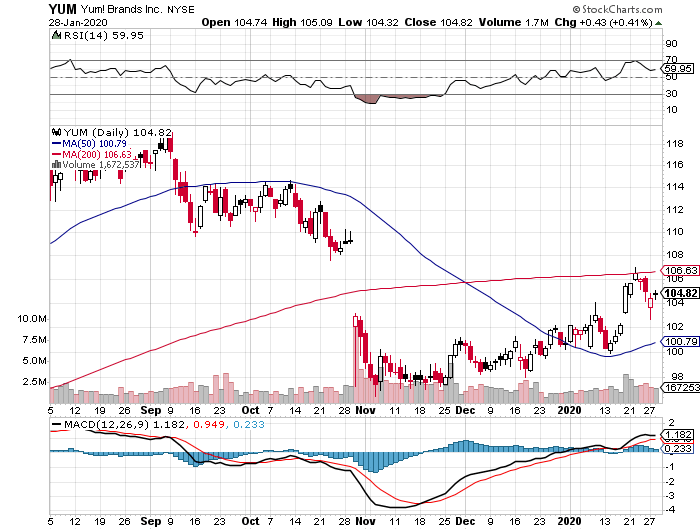 YUM Yum! Brands Inc. NYSE
© StockCharts.com
28-Jan-2020
Open 104.74 High 105.09 Low 104.32 Close 104.82 Volume 1.7M Chg +0.43 (+0.41%)
RSI(14) 59.95
90
70
59.95
50
30
10
YUM (Daily) 104.82
MA(50) 100.79
MA(200) 106.63
Volume 1,672,537
118
116
114
112
110
108
106.63
106
104.82
104
102
100.79
100
98
10.0M
7.5M
5.0M
2.5M
167253
5 12 19 26 Sep 9 16 23 Oct 7 14 21 28 Nov 11 18 25 Dec 9 16 23 2020 13 21 27
MACD(12,26,9) 1.182, 0.949, 0.233
1.182
0.233
-1
-2
-3
-4
5 12 19 26 Sep 9 16 23 Oct 7 14 21 28 Nov 11 18 25 Dec 9 16 23 2020 13 21 27